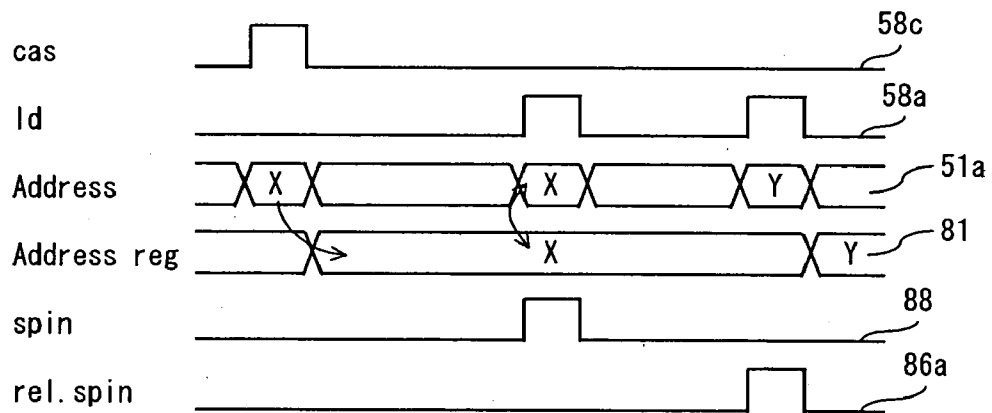 cas 58c
ld 58a
Address X X Y 51a
Address reg X Y 81
spin 88
rel.spin 86a